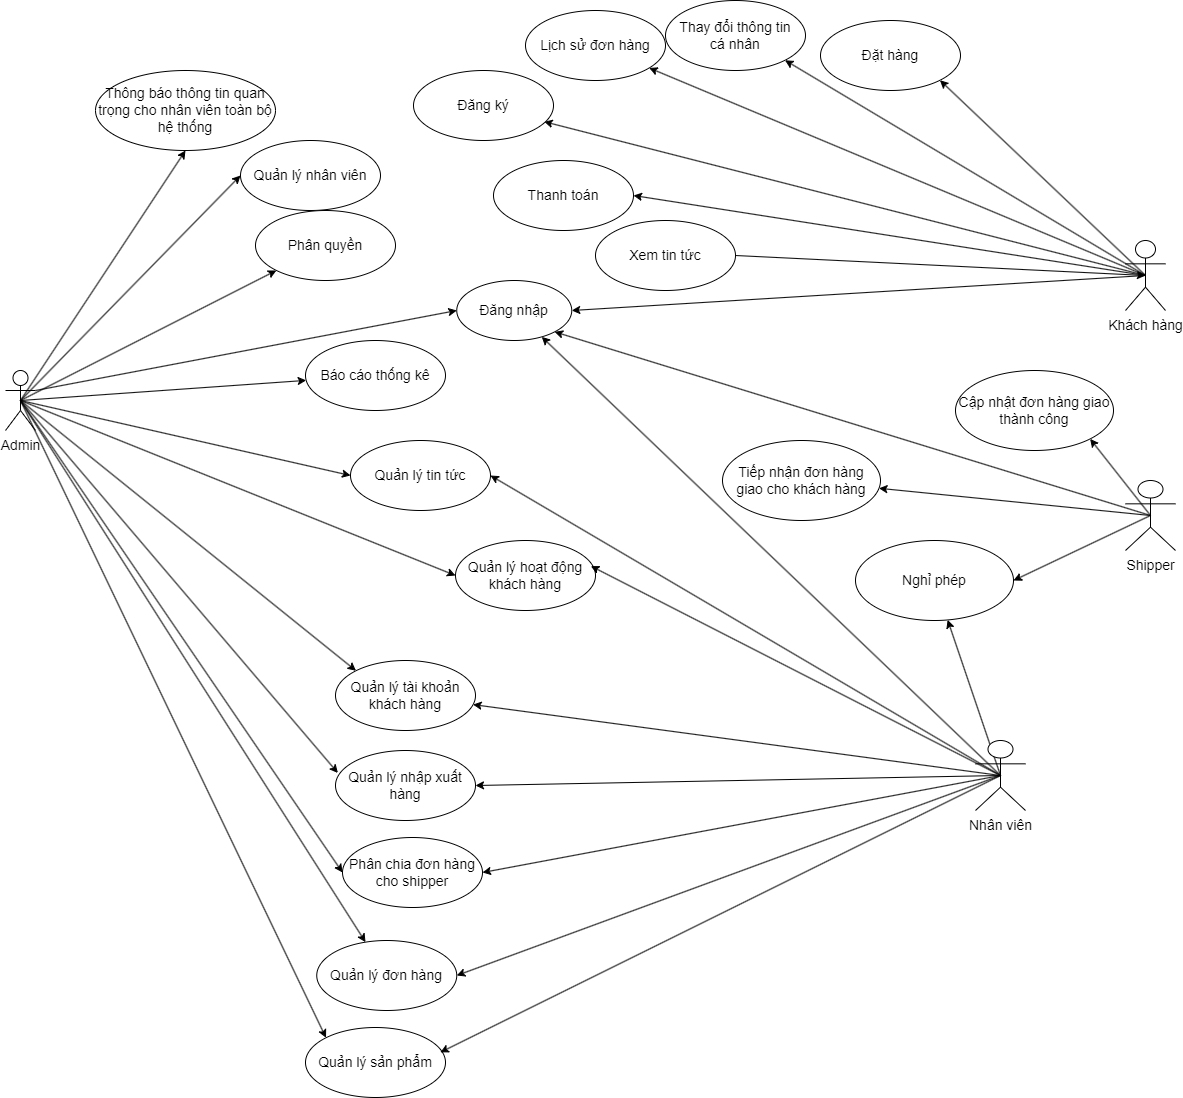 Lịch sử đơn hàng
Thay đổi thông tin
cá nhân
Đặt hàng
Thông báo thông tin quan
trọng cho nhân viên toàn bộ
hệ thống
Đăng ký
Quản lý nhân viên
Thanh toán
Phân quyền
Xem tin tức
Đăng nhập
Khách hàng
Báo cáo thống kê
Admin
Cập nhật đơn hàng giao
thành công
Quản lý tin tức
Tiếp nhận đơn hàng
giao cho khách hàng
Shipper
Quản lý hoạt động
khách hàng
Nghỉ phép
Quản lý tài khoản
khách hàng
Quản lý nhập xuất
hàng
Nhân viên
Phân chia đơn hàng
cho shipper
Quản lý đơn hàng
Quản lý sản phẩm